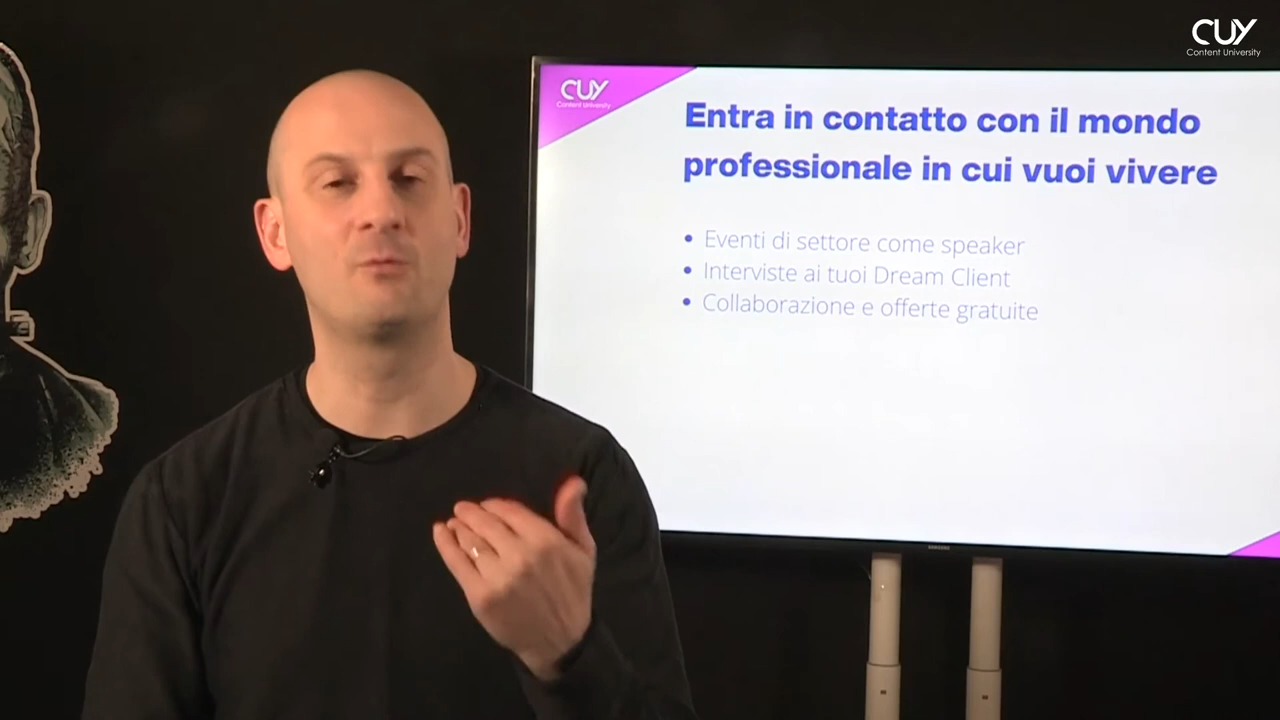 CUY
Content University
CUY
Content University
Entra in contatto con il mondo
professionale in cui vuoi vivere
• Eventi di settore come speaker
• Interviste ai tuoi Dream Client
• Collaborazione e offerte gratuite
SAMSUNG